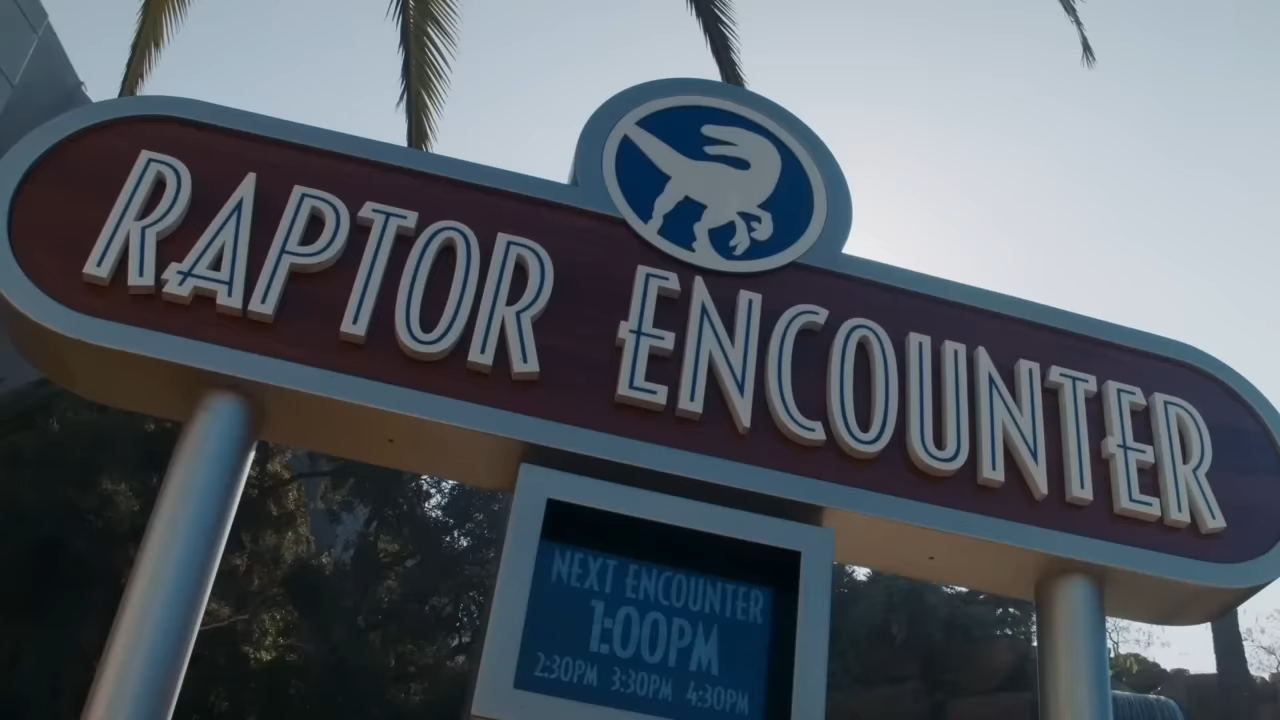 RAPTOR ENCOUNTER
NEXT ENCOUNTER
1:00PM
2:30PM 3:30PM 4:30PM